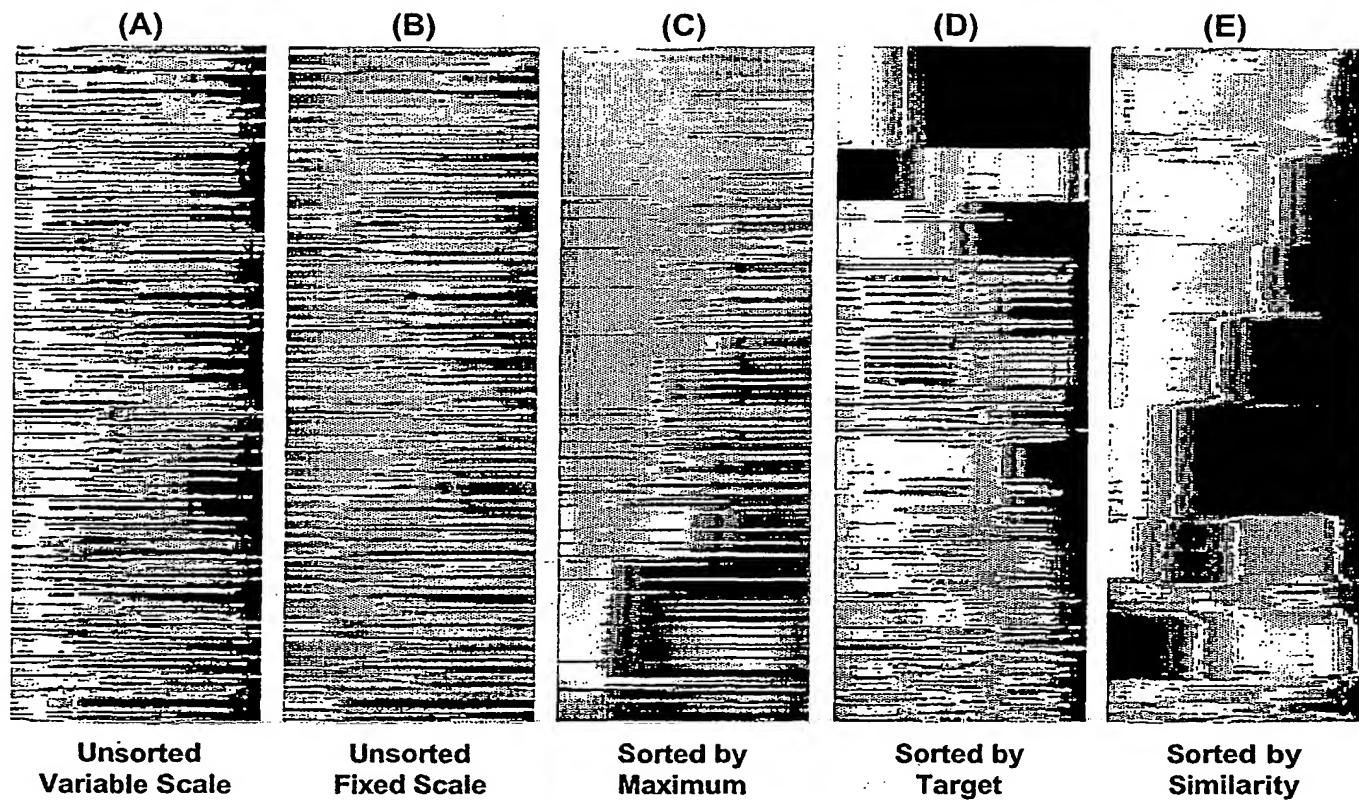 (A) (B) (C) (D) (E)
Unsorted Unsorted Sorted by Sorted by Sorted by
Variable Scale Fixed Scale Maximum Target Similarity